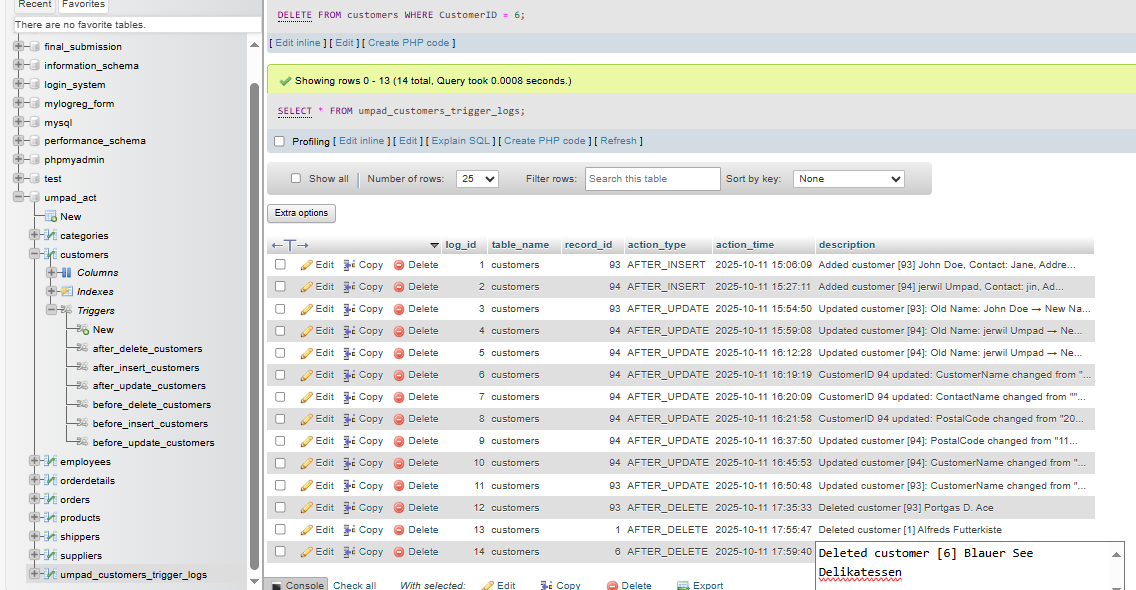 Recent Favorites
There are no favorite tables.
final_submission
information_schema
login_system
mylogreg_form
mysql
performance_schema
phpmyadmin
test
umpad_act
New
categories
customers
Columns
Indexes
Triggers
New
after_delete_customers
after_insert_customers
after_update_customers
before_delete_customers
before_insert_customers
before_update_customers
employees
orderdetails
orders
products
shippers
suppliers
umpad_customers_trigger_logs
DELETE FROM customers WHERE CustomerID = 6;
[ Edit inline ] [ Edit ] [ Create PHP code ]
Showing rows 0 - 13 (14 total, Query took 0.0008 seconds.)
SELECT * FROM umpad_customers_trigger_logs;
Profiling [ Edit inline ] [ Edit ] [ Explain SQL ] [ Create PHP code ] [ Refresh ]
Show all Number of rows: 25 Filter rows: Search this table Sort by key: None
Extra options
←T→ log_id table_name record_id action_type action_time description
Edit Copy Delete 1 customers 93 AFTER_INSERT 2025-10-11 15:06:09 Added customer [93] John Doe, Contact: Jane, Addre...
Edit Copy Delete 2 customers 94 AFTER_INSERT 2025-10-11 15:27:11 Added customer [94] jerwil Umpad, Contact: jin, Ad...
Edit Copy Delete 3 customers 93 AFTER_UPDATE 2025-10-11 15:54:50 Updated customer [93]: Old Name: John Doe → New Na...
Edit Copy Delete 4 customers 94 AFTER_UPDATE 2025-10-11 15:59:08 Updated customer [94]: Old Name: jerwil Umpad → Ne...
Edit Copy Delete 5 customers 94 AFTER_UPDATE 2025-10-11 16:12:28 Updated customer [94]: Old Name: jerwil Umpad → Ne...
Edit Copy Delete 6 customers 94 AFTER_UPDATE 2025-10-11 16:19:19 CustomerID 94 updated: CustomerName changed from "...
Edit Copy Delete 7 customers 94 AFTER_UPDATE 2025-10-11 16:20:09 CustomerID 94 updated: ContactName changed from ""...
Edit Copy Delete 8 customers 94 AFTER_UPDATE 2025-10-11 16:21:58 CustomerID 94 updated: PostalCode changed from "20...
Edit Copy Delete 9 customers 94 AFTER_UPDATE 2025-10-11 16:37:50 Updated customer [94]: PostalCode changed from "11...
Edit Copy Delete 10 customers 94 AFTER_UPDATE 2025-10-11 16:45:53 Updated customer [94]: CustomerName changed from "...
Edit Copy Delete 11 customers 93 AFTER_UPDATE 2025-10-11 16:50:48 Updated customer [93]: CustomerName changed from "...
Edit Copy Delete 12 customers 93 AFTER_DELETE 2025-10-11 17:35:33 Deleted customer [93] Portgas D. Ace
Edit Copy Delete 13 customers 1 AFTER_DELETE 2025-10-11 17:55:47 Deleted customer [1] Alfreds Futterkiste
Edit Copy Delete 14 customers 6 AFTER_DELETE 2025-10-11 17:59:40 Deleted customer [6] Blauer See
Delikatessen
Console Check all With selected: Edit Copy Delete Export